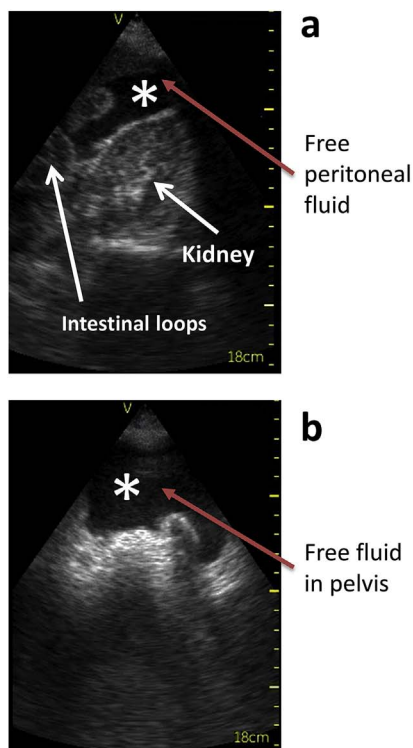 V
a
*
Free
peritoneal
fluid
Kidney
Intestinal loops
18cm
V
b
*
Free fluid
in pelvis
18cm